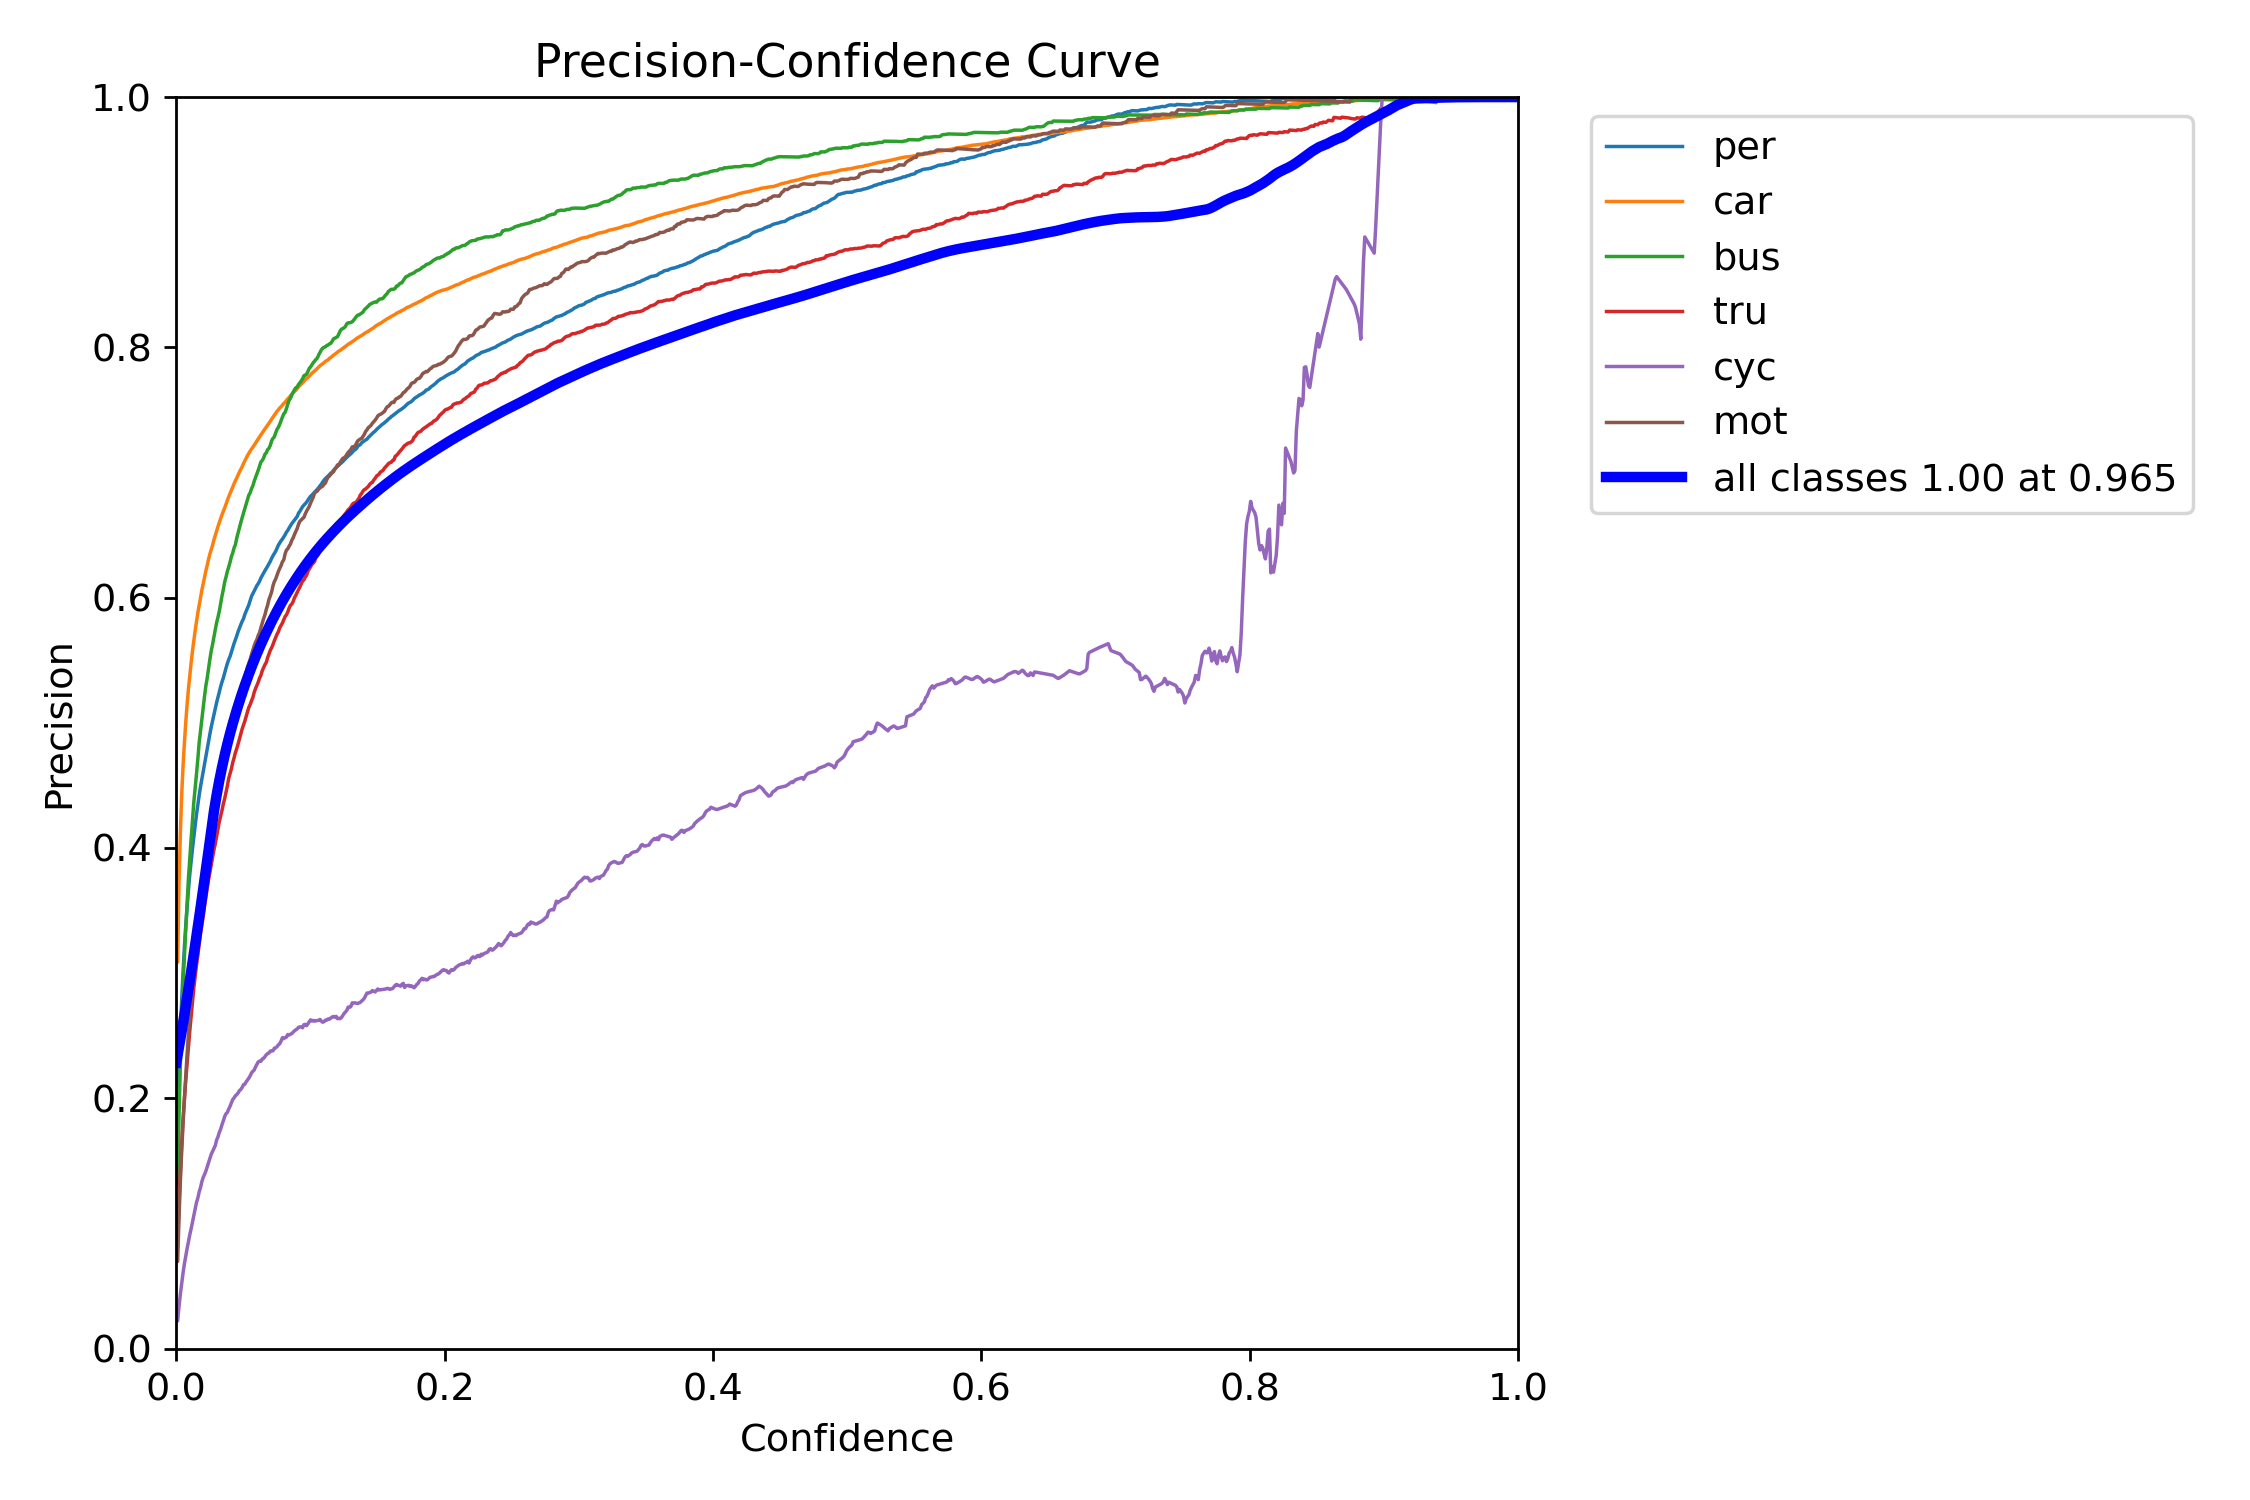 Precision-Confidence Curve
1.0
0.8
0.6
0.4
0.2
0.0
Precision
0.0 0.2 0.4 0.6 0.8 1.0
Confidence
per
car
bus
tru
cyc
mot
all classes 1.00 at 0.965